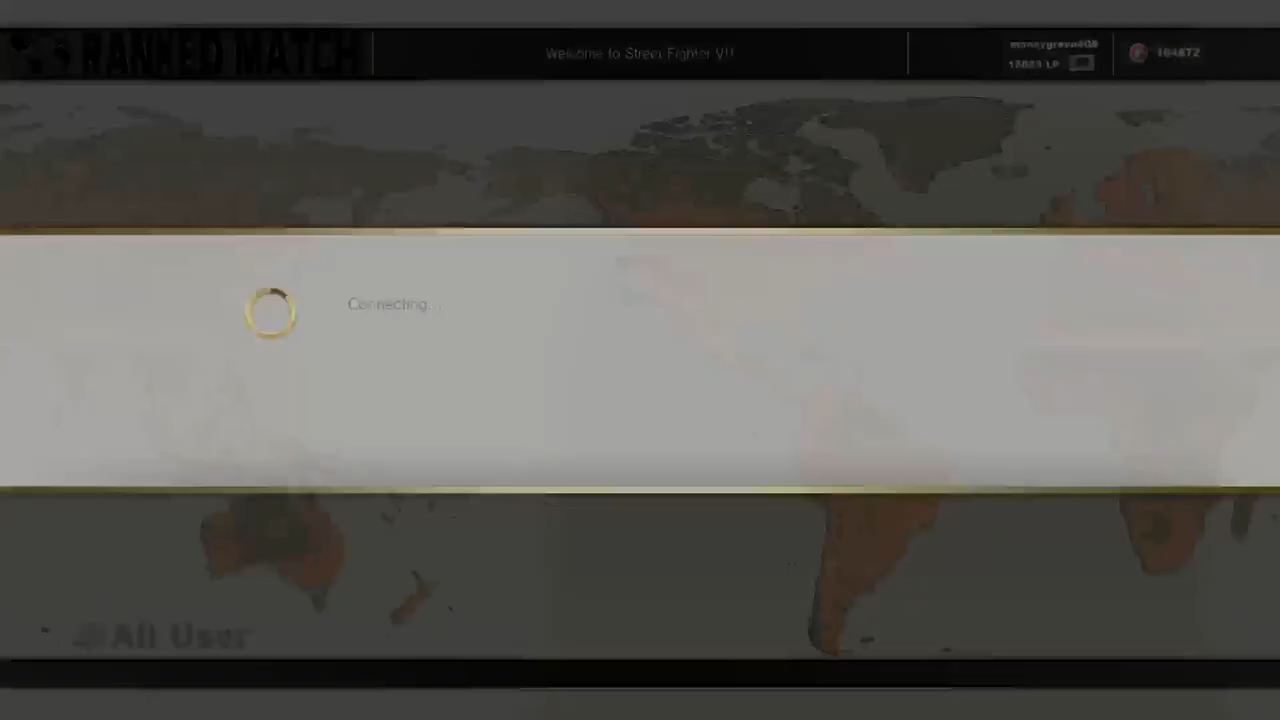 RANKED MATCH
Welcome to Street Fighter V!!
Connecting...
All User